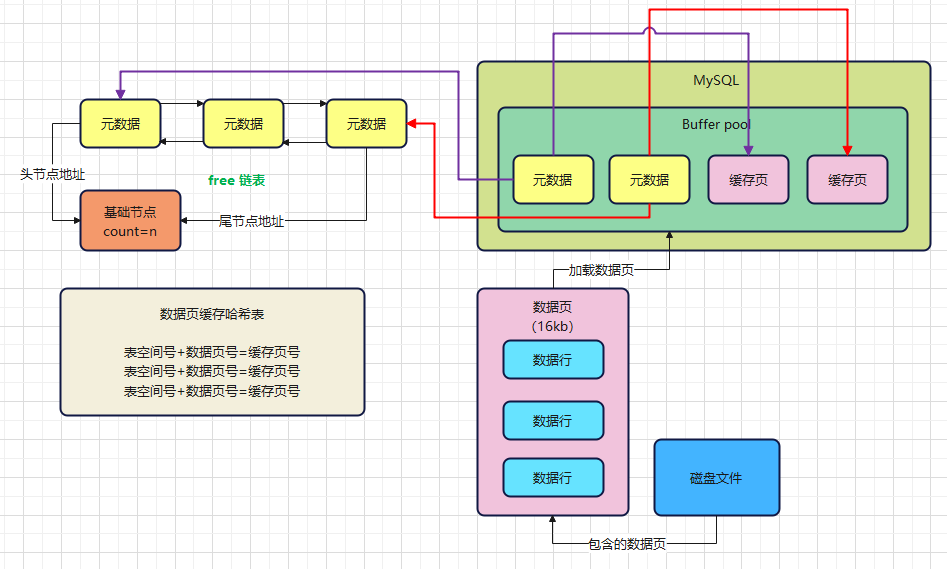 MySQL
Buffer pool
元数据
元数据
元数据
元数据
元数据
缓存页
缓存页
头节点地址
free 链表
基础节点
count=n
尾节点地址
加载数据页
数据页缓存哈希表
表空间号+数据页号=缓存页号
表空间号+数据页号=缓存页号
表空间号+数据页号=缓存页号
数据页
（16kb）
数据行
数据行
数据行
磁盘文件
包含的数据页